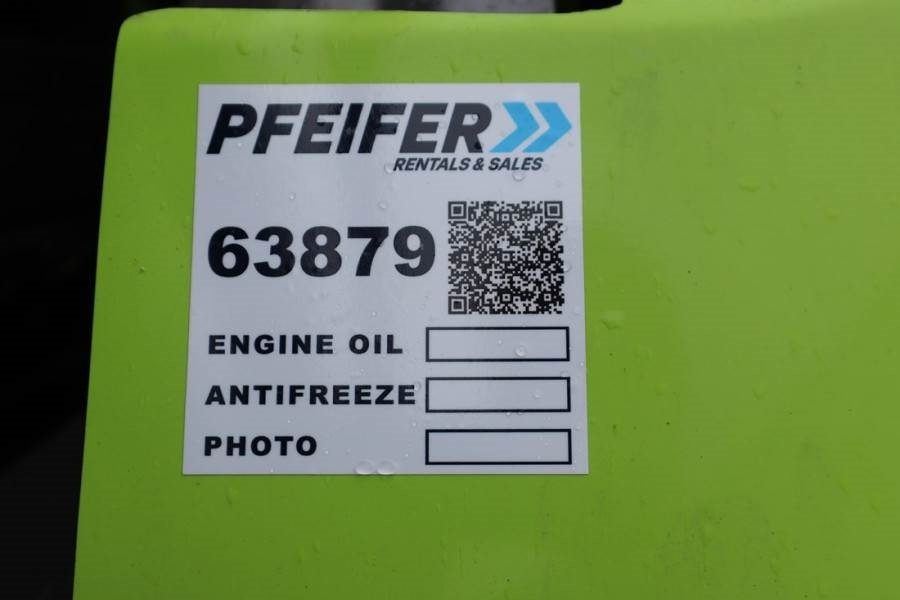 PFEIFER
RENTALS & SALES
63879
ENGINE OIL
ANTIFREEZE
PHOTO